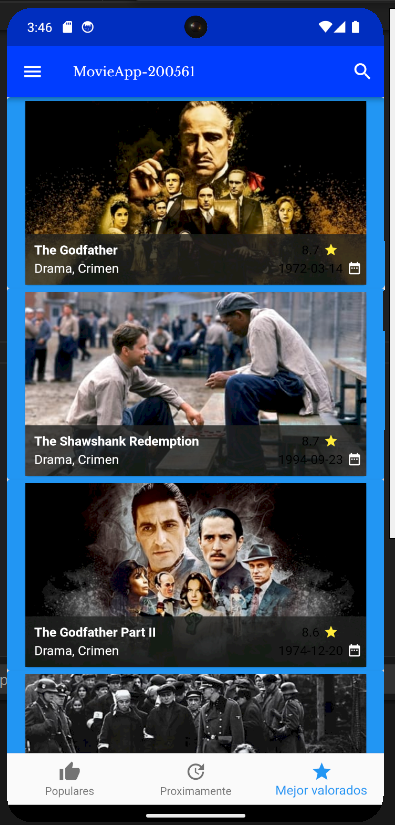 3:46
MovieApp-200561
The Godfather 8.7
Drama, Crimen 1972-03-14
The Shawshank Redemption 8.7
Drama, Crimen 1994-09-23
The Godfather Part II 8.6
Drama, Crimen 1974-12-20
Populares Proximamente Mejor valorados